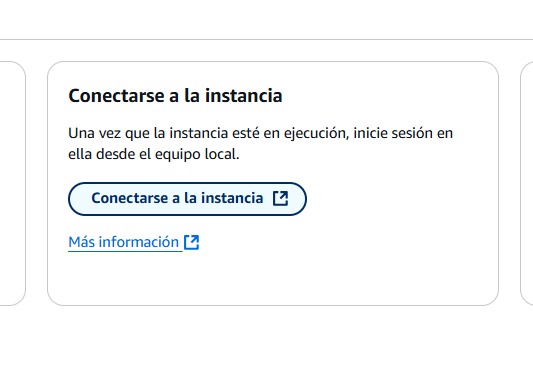 Conectarse a la instancia
Una vez que la instancia esté en ejecución, inicie sesión en
ella desde el equipo local.
Conectarse a la instancia
Más información